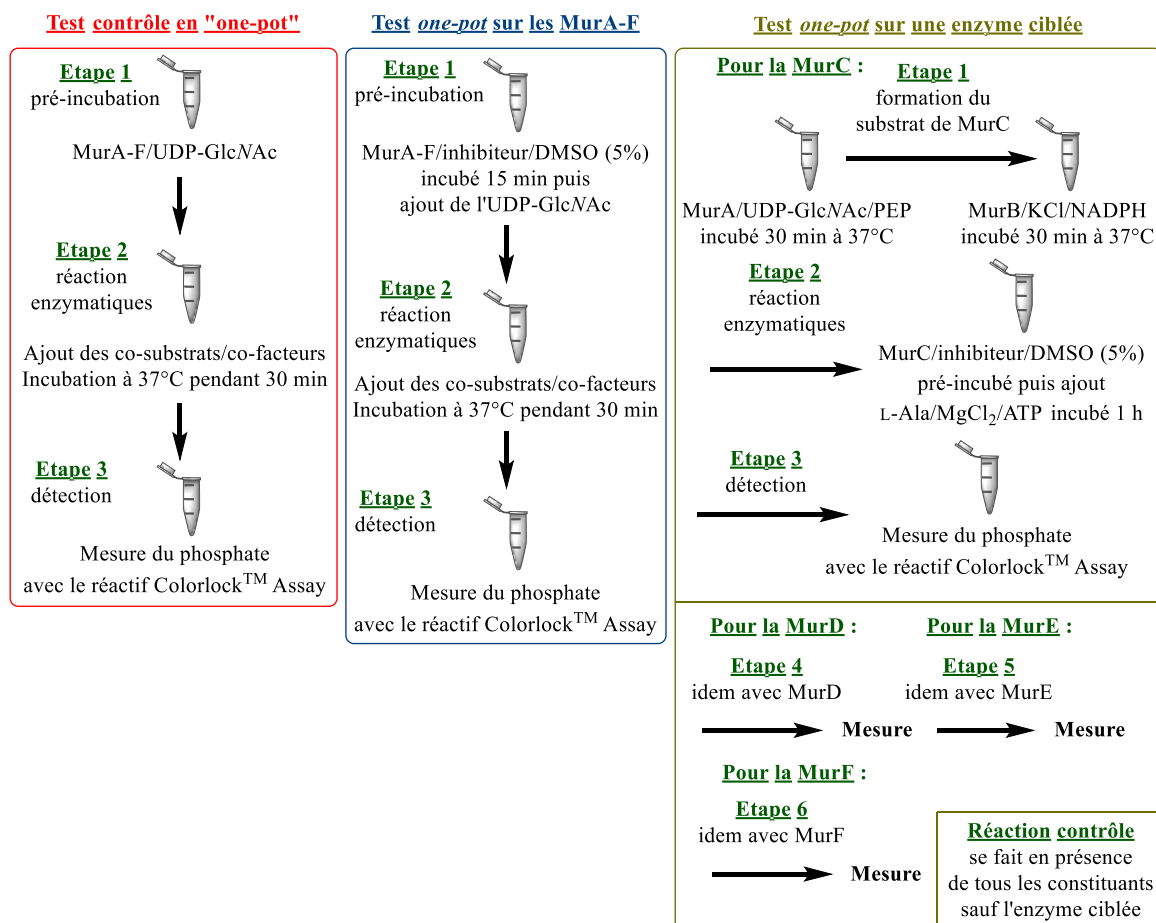 Test contrôle en "one-pot"
Etape 1
pré-incubation
MurA-F/UDP-GlcNAc
Etape 2
réaction
enzymatiques
Ajout des co-substrats/co-facteurs
Incubation à 37°C pendant 30 min
Etape 3
détection
Mesure du phosphate
avec le réactif Colorlock™ Assay
Test one-pot sur les MurA-F
Etape 1
pré-incubation
MurA-F/inhibiteur/DMSO (5%)
incubé 15 min puis
ajout de l'UDP-GlcNAc
Etape 2
réaction
enzymatiques
Ajout des co-substrats/co-facteurs
Incubation à 37°C pendant 30 min
Etape 3
détection
Mesure du phosphate
avec le réactif Colorlock™ Assay
Test one-pot sur une enzyme ciblée
Pour la MurC :
Etape 1
formation du
substrat de MurC
MurA/UDP-GlcNAc/PEP
incubé 30 min à 37°C
MurB/KCl/NADPH
incubé 30 min à 37°C
Etape 2
réaction
enzymatiques
MurC/inhibiteur/DMSO (5%)
pré-incubé puis ajout
L-Ala/MgCl₂/ATP incubé 1 h
Etape 3
détection
Mesure du phosphate
avec le réactif Colorlock™ Assay
Pour la MurD :
Etape 4
idem avec MurD
Mesure
Pour la MurE :
Etape 5
idem avec MurE
Mesure
Pour la MurF :
Etape 6
idem avec MurF
Mesure
Réaction contrôle
se fait en présence
de tous les constituants
sauf l'enzyme ciblée